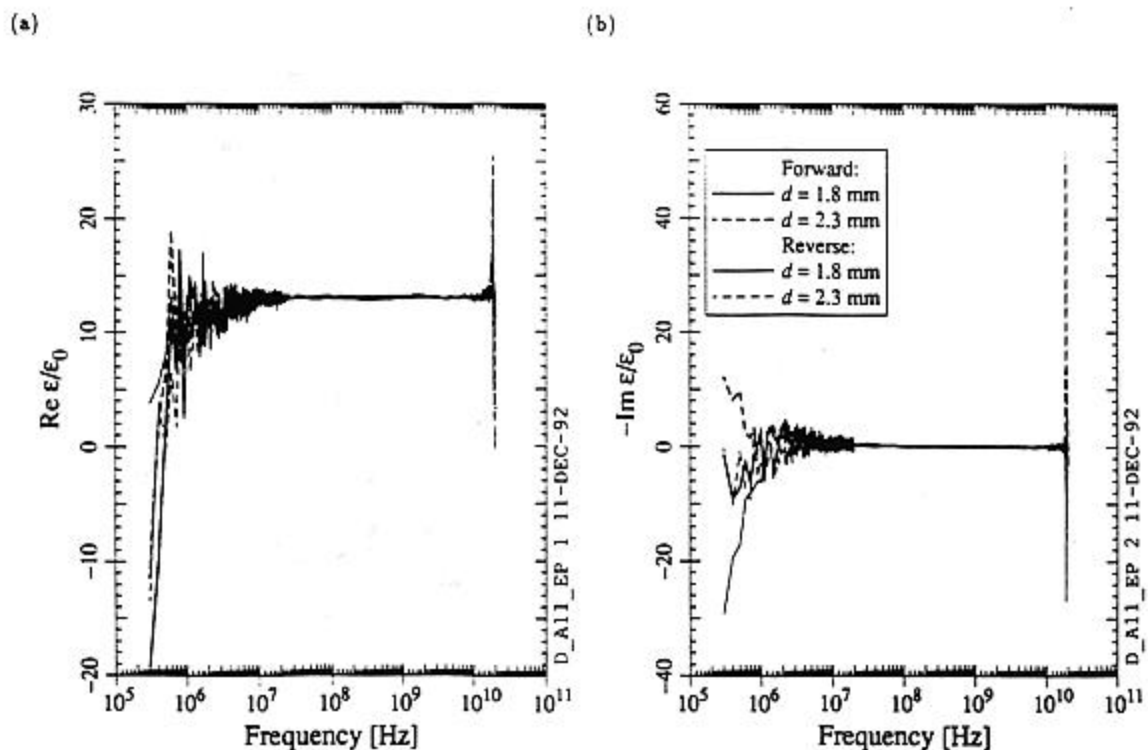 (a)
30
20
10
0
−10
−20
Re ε/ε0
10^5 10^6 10^7 10^8 10^9 10^10 10^11
Frequency [Hz]
D_All_EP 1 11-DEC-92
(b)
60
40
20
0
−20
−40
−Im ε/ε0
Forward:
d = 1.8 mm
d = 2.3 mm
Reverse:
d = 1.8 mm
d = 2.3 mm
10^5 10^6 10^7 10^8 10^9 10^10 10^11
Frequency [Hz]
D_All_EP 2 11-DEC-92